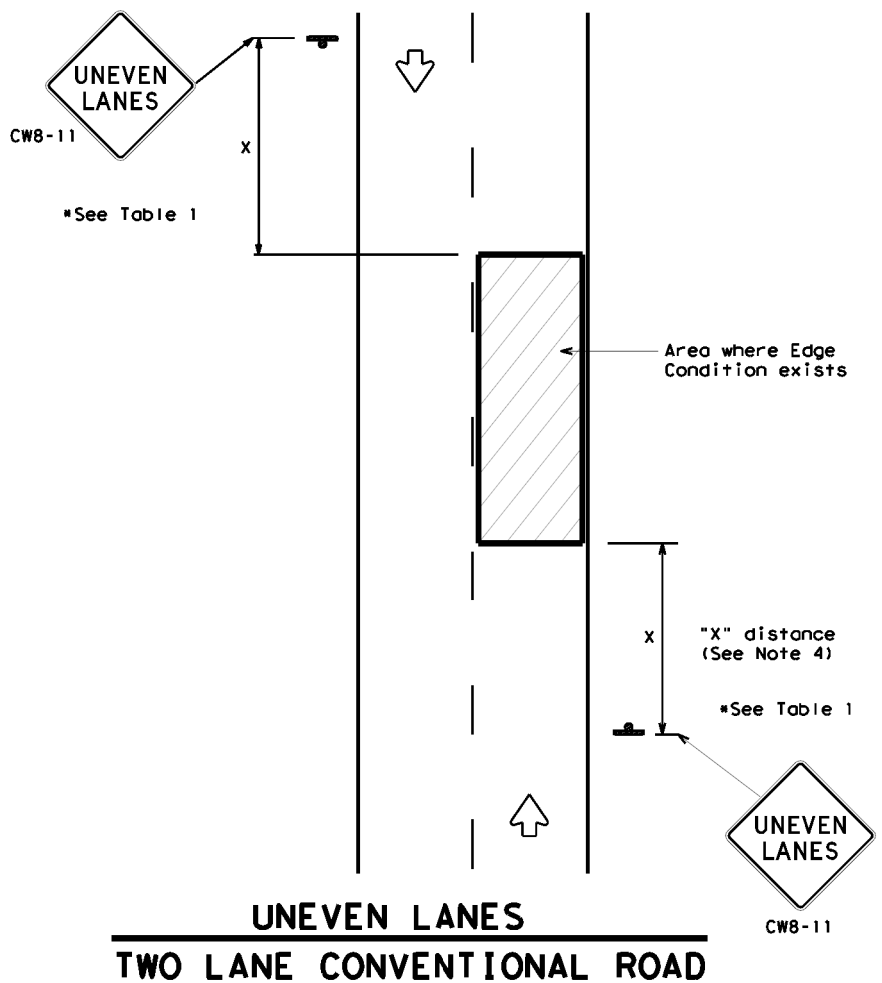 UNEVEN
LANES
CW8-11
X
*See Table 1
Area where Edge
Condition exists
X
"X" distance
(See Note 4)
*See Table 1
UNEVEN
LANES
CW8-11
UNEVEN LANES
TWO LANE CONVENTIONAL ROAD